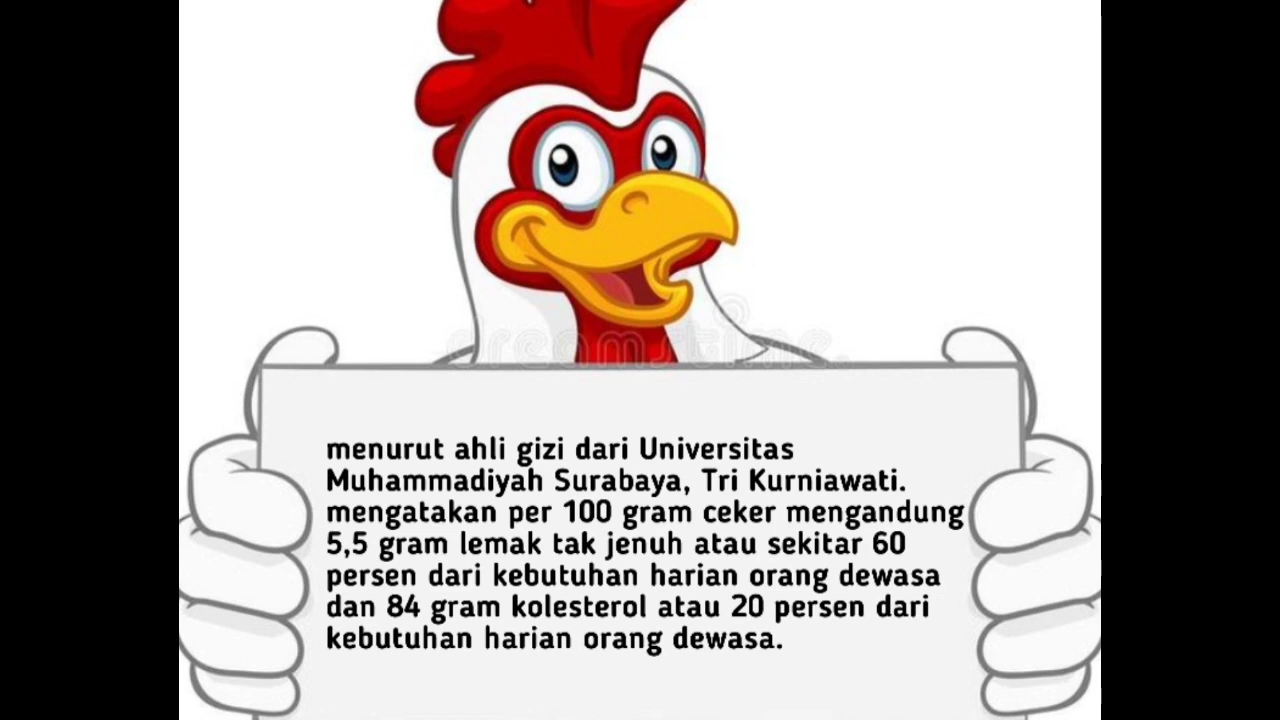 dreamstime.
menurut ahli gizi dari Universitas
Muhammadiyah Surabaya, Tri Kurniawati.
mengatakan per 100 gram ceker mengandung
5,5 gram lemak tak jenuh atau sekitar 60
persen dari kebutuhan harian orang dewasa
dan 84 gram kolesterol atau 20 persen dari
kebutuhan harian orang dewasa.